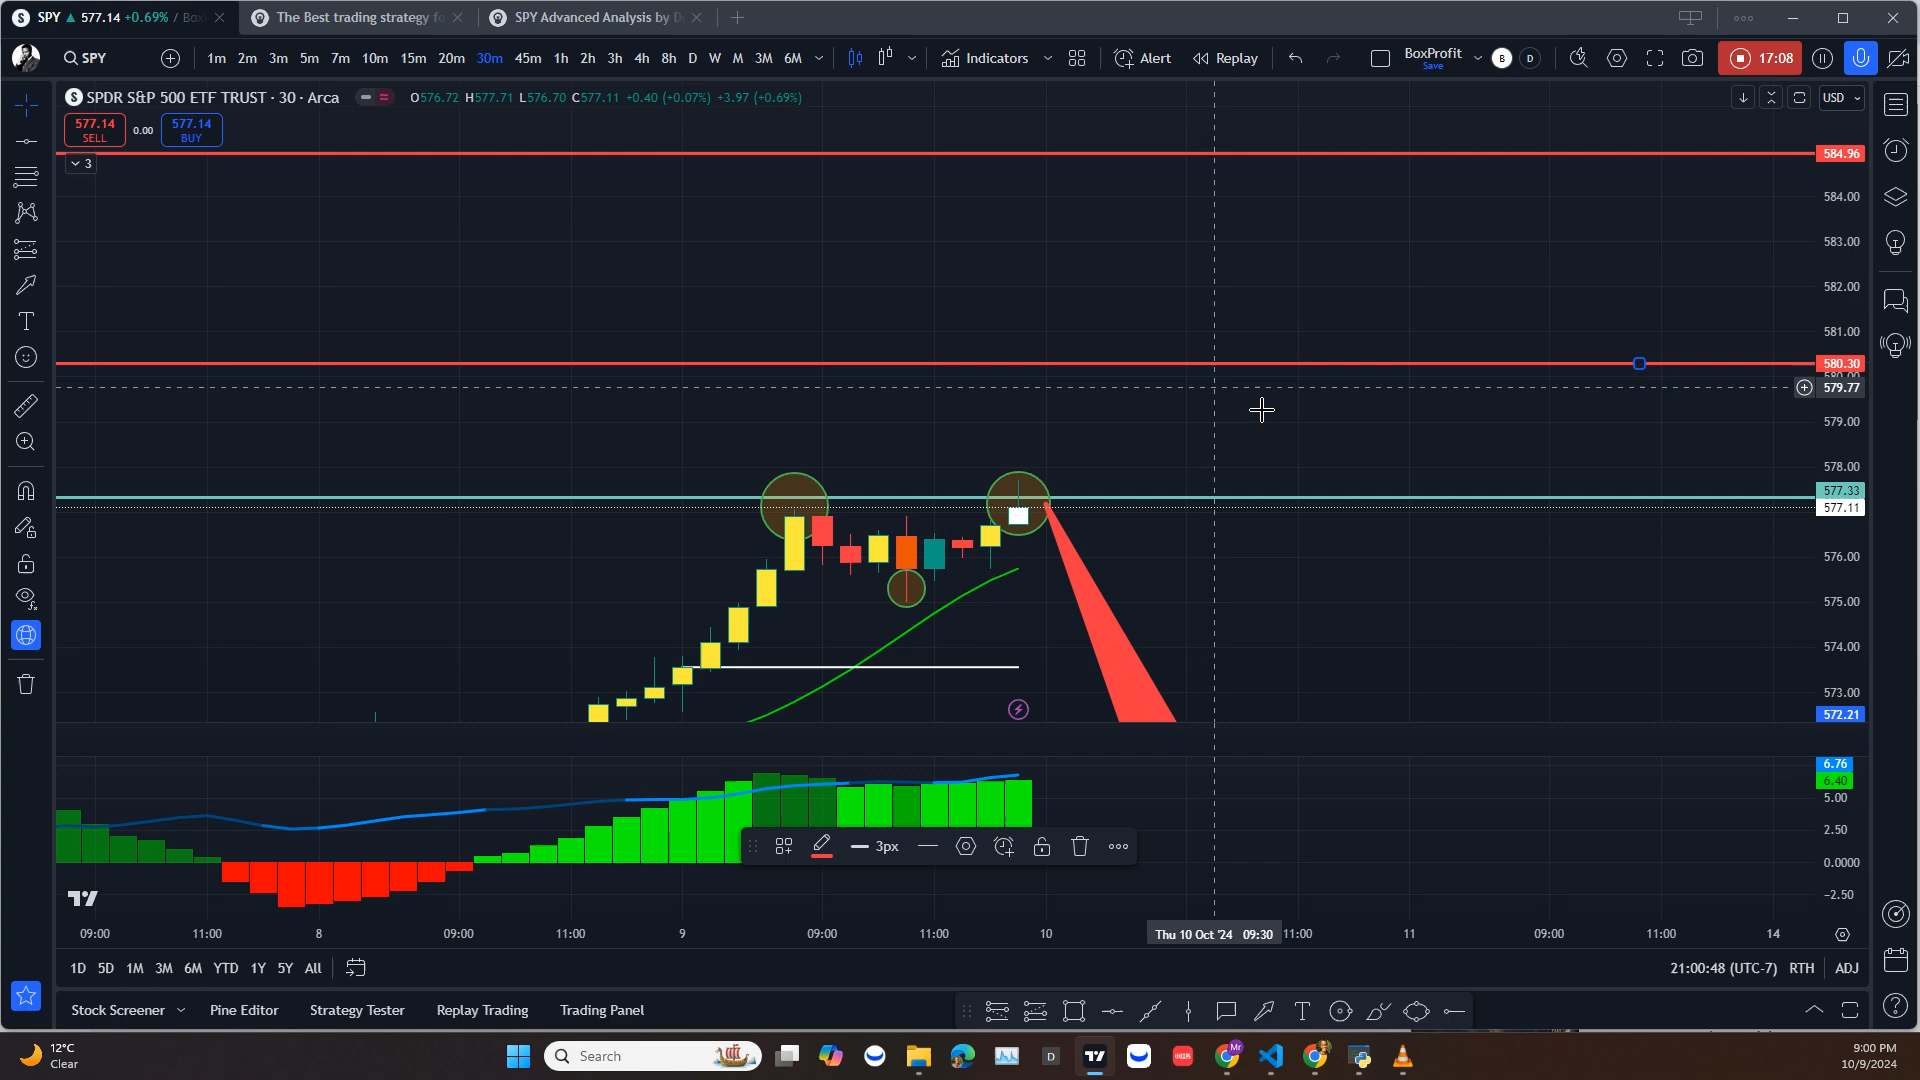 SPY ▲ 577.14 +0.69% / Box
The Best trading strategy fo
SPY Advanced Analysis by D
SPY
1m 2m 3m 5m 7m 10m 15m 20m 30m 45m 1h 2h 3h 4h 8h D W M 3M 6M
Indicators
Alert
Replay
BoxProfit
Save
B
D
17:08
SPDR S&P 500 ETF TRUST · 30 · Arca
O576.72 H577.71 L576.70 C577.11 +0.40 (+0.07%) +3.97 (+0.69%)
USD
577.14
SELL
0.00
577.14
BUY
3
584.96
584.00
583.00
582.00
581.00
580.30
580.00
579.77
579.00
578.00
577.33
577.11
576.00
575.00
574.00
573.00
572.21
6.76
6.40
5.00
2.50
0.0000
−2.50
3px
09:00 11:00 8 09:00 11:00 9 09:00 11:00 10 Thu 10 Oct '24 09:30 11:00 11 09:00 11:00 14
1D 5D 1M 3M 6M YTD 1Y 5Y All
21:00:48 (UTC-7) RTH ADJ
Stock Screener Pine Editor Strategy Tester Replay Trading Trading Panel
12°C
Clear
Search
D
Mr
9:00 PM
10/9/2024